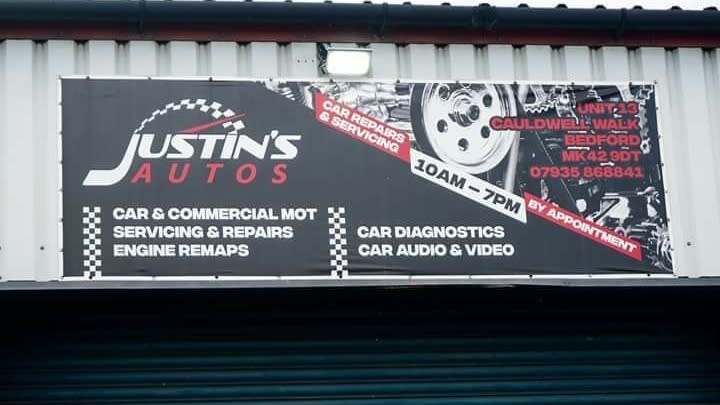 JUSTIN'S
AUTOS
CAR REPAIRS
& SERVICING
10AM – 7PM
BY APPOINTMENT
UNIT 13
CAULDWELL WALK
BEDFORD
MK42 9DT
07935 868841
CAR & COMMERCIAL MOT
SERVICING & REPAIRS
ENGINE REMAPS
CAR DIAGNOSTICS
CAR AUDIO & VIDEO